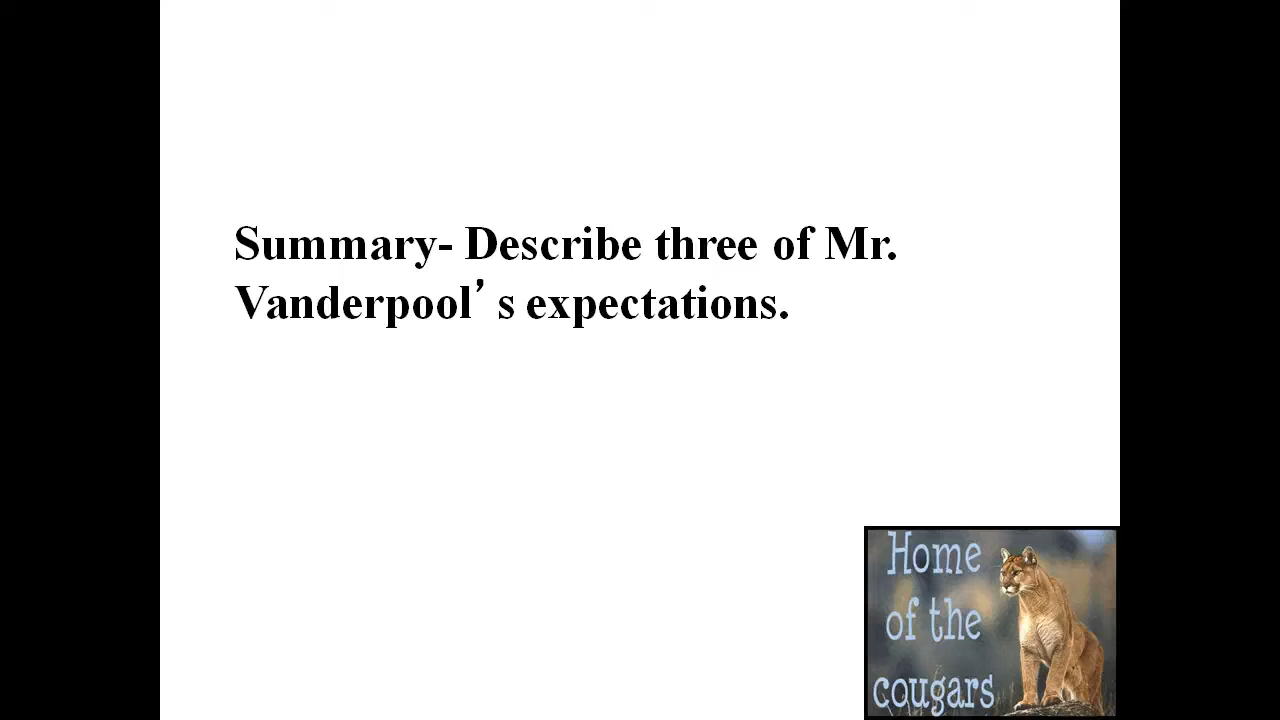 Summary- Describe three of Mr.
Vanderpool’s expectations.
Home
of the
cougars